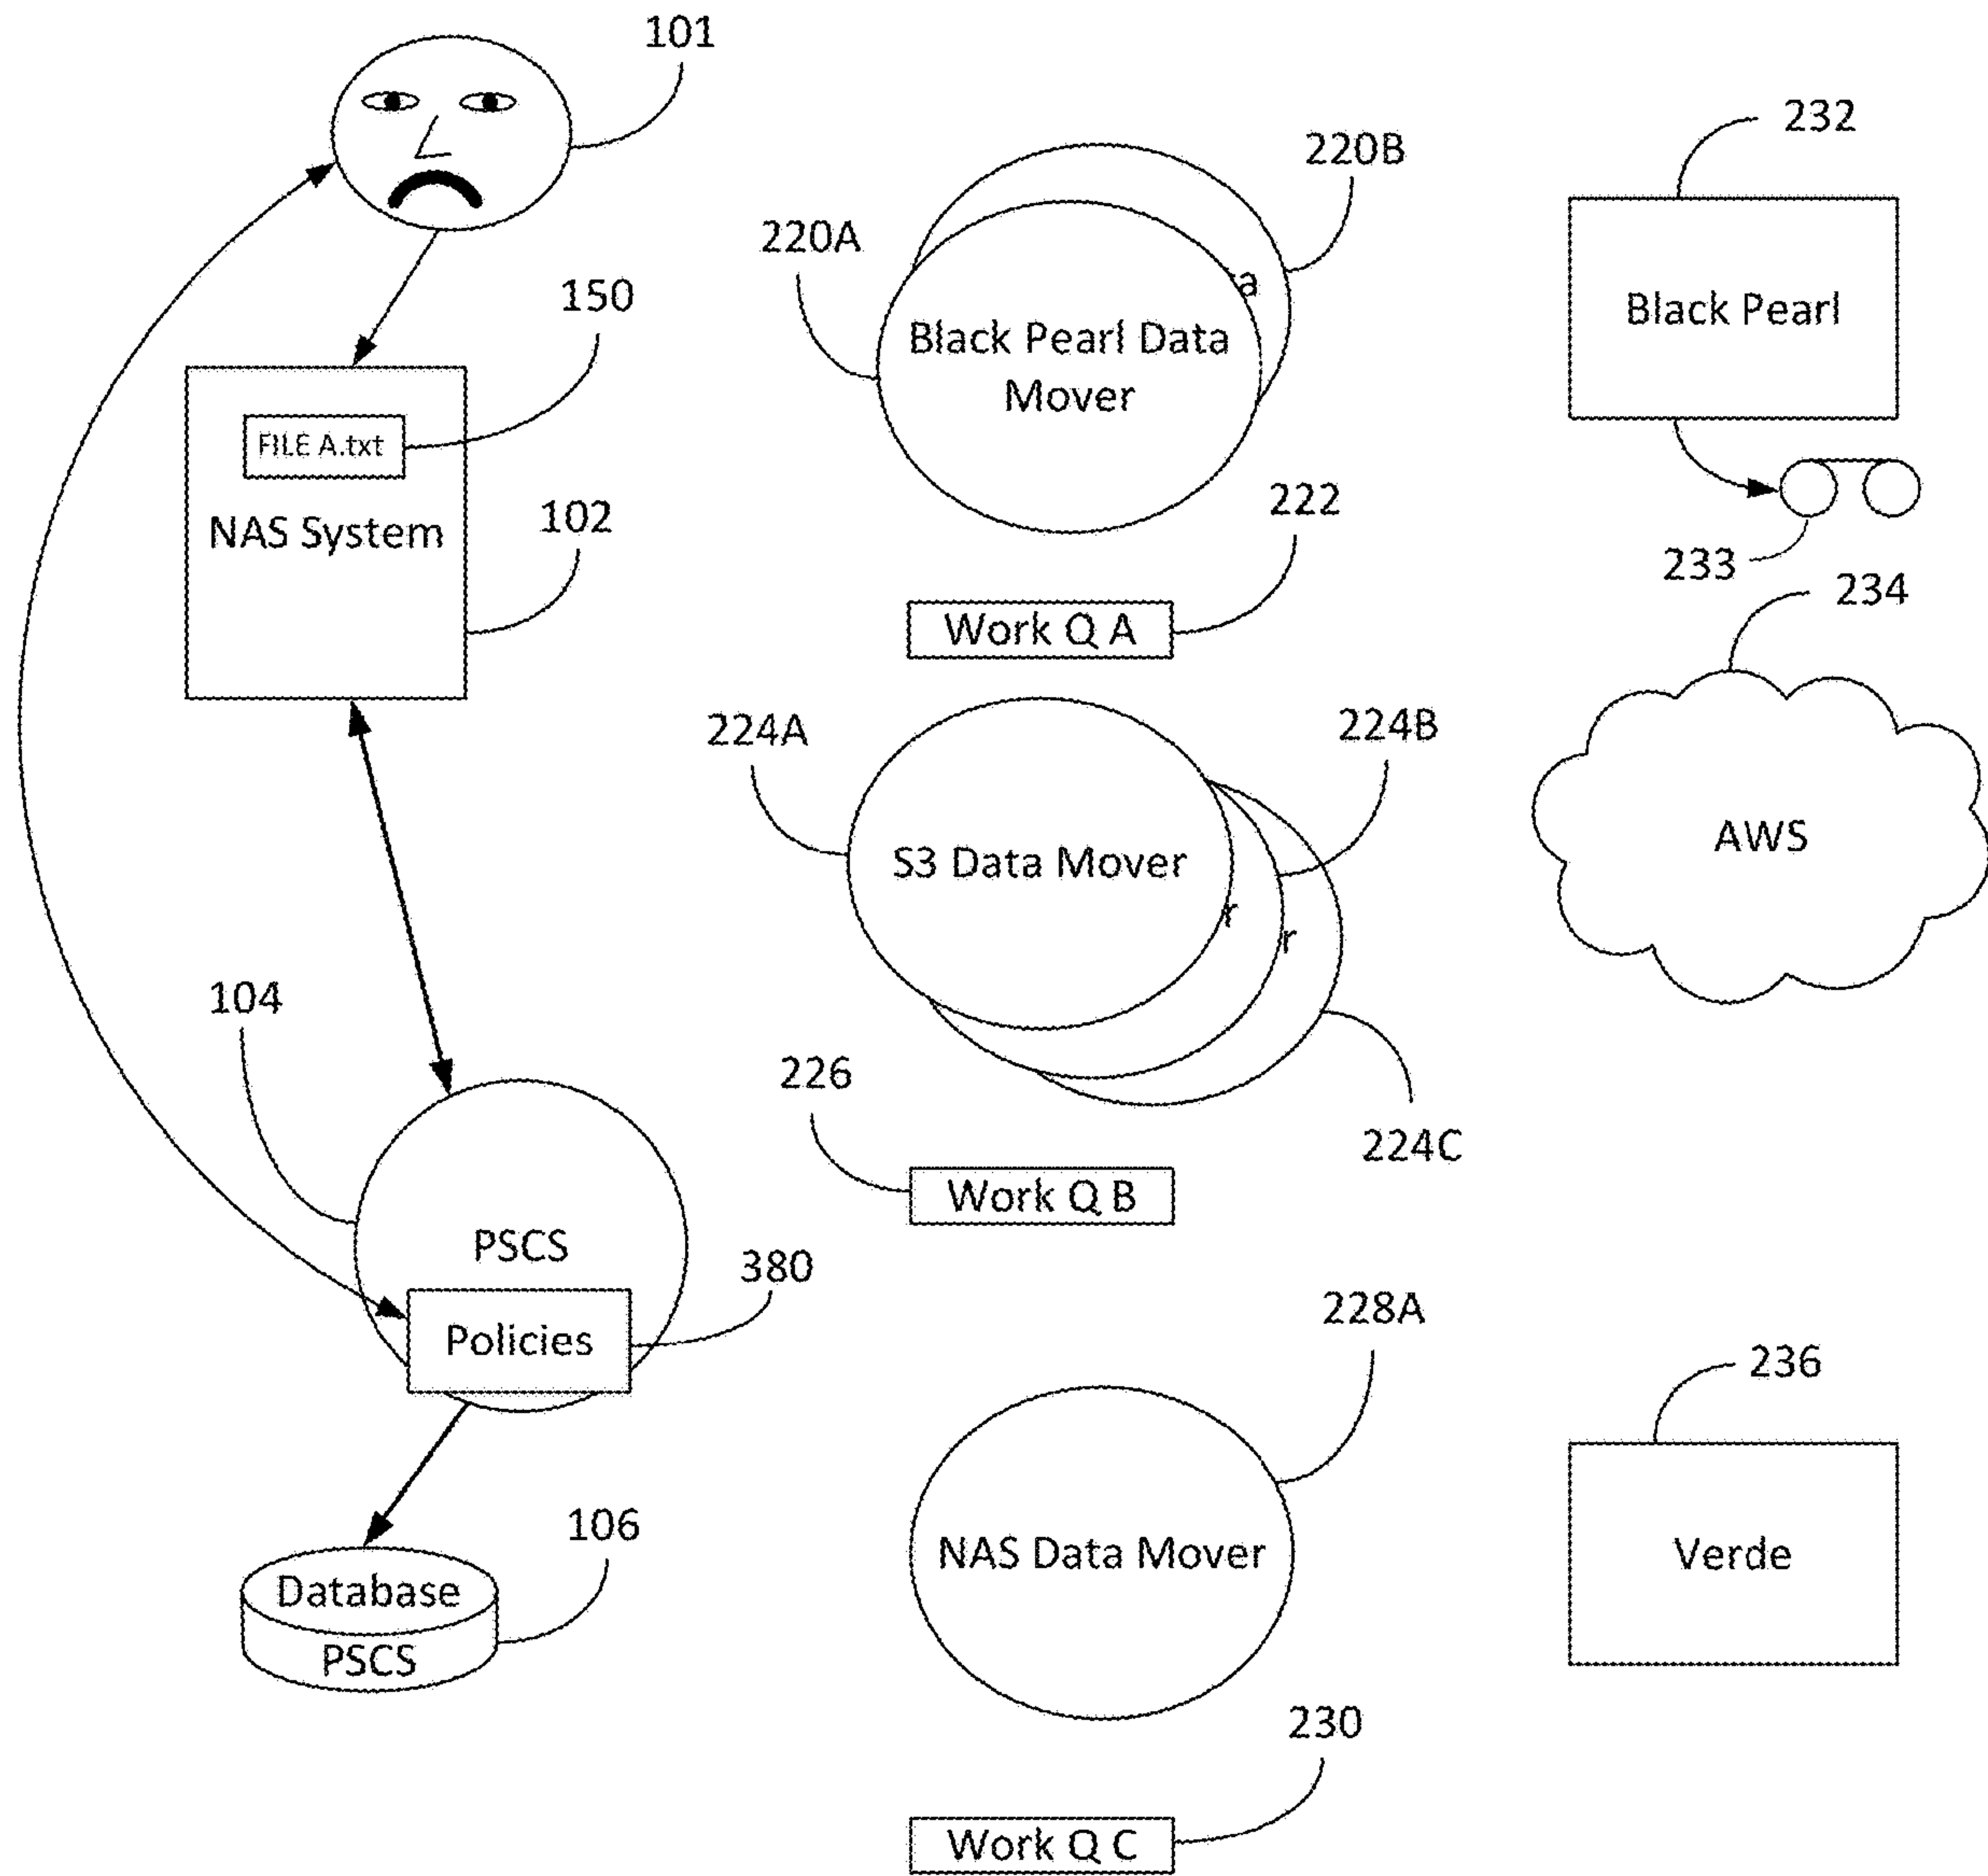 101
232
220B
220A
a
150
Black Pearl
Black Pearl Data
Mover
FILE A.txt
222
102
NAS System
233
234
Work Q A
224A
224B
AWS
S3 Data Mover
r
r
104
226
224C
Work Q B
PSCS
380
228A
Policies
236
106
NAS Data Mover
Verde
Database
PSCS
230
Work Q C